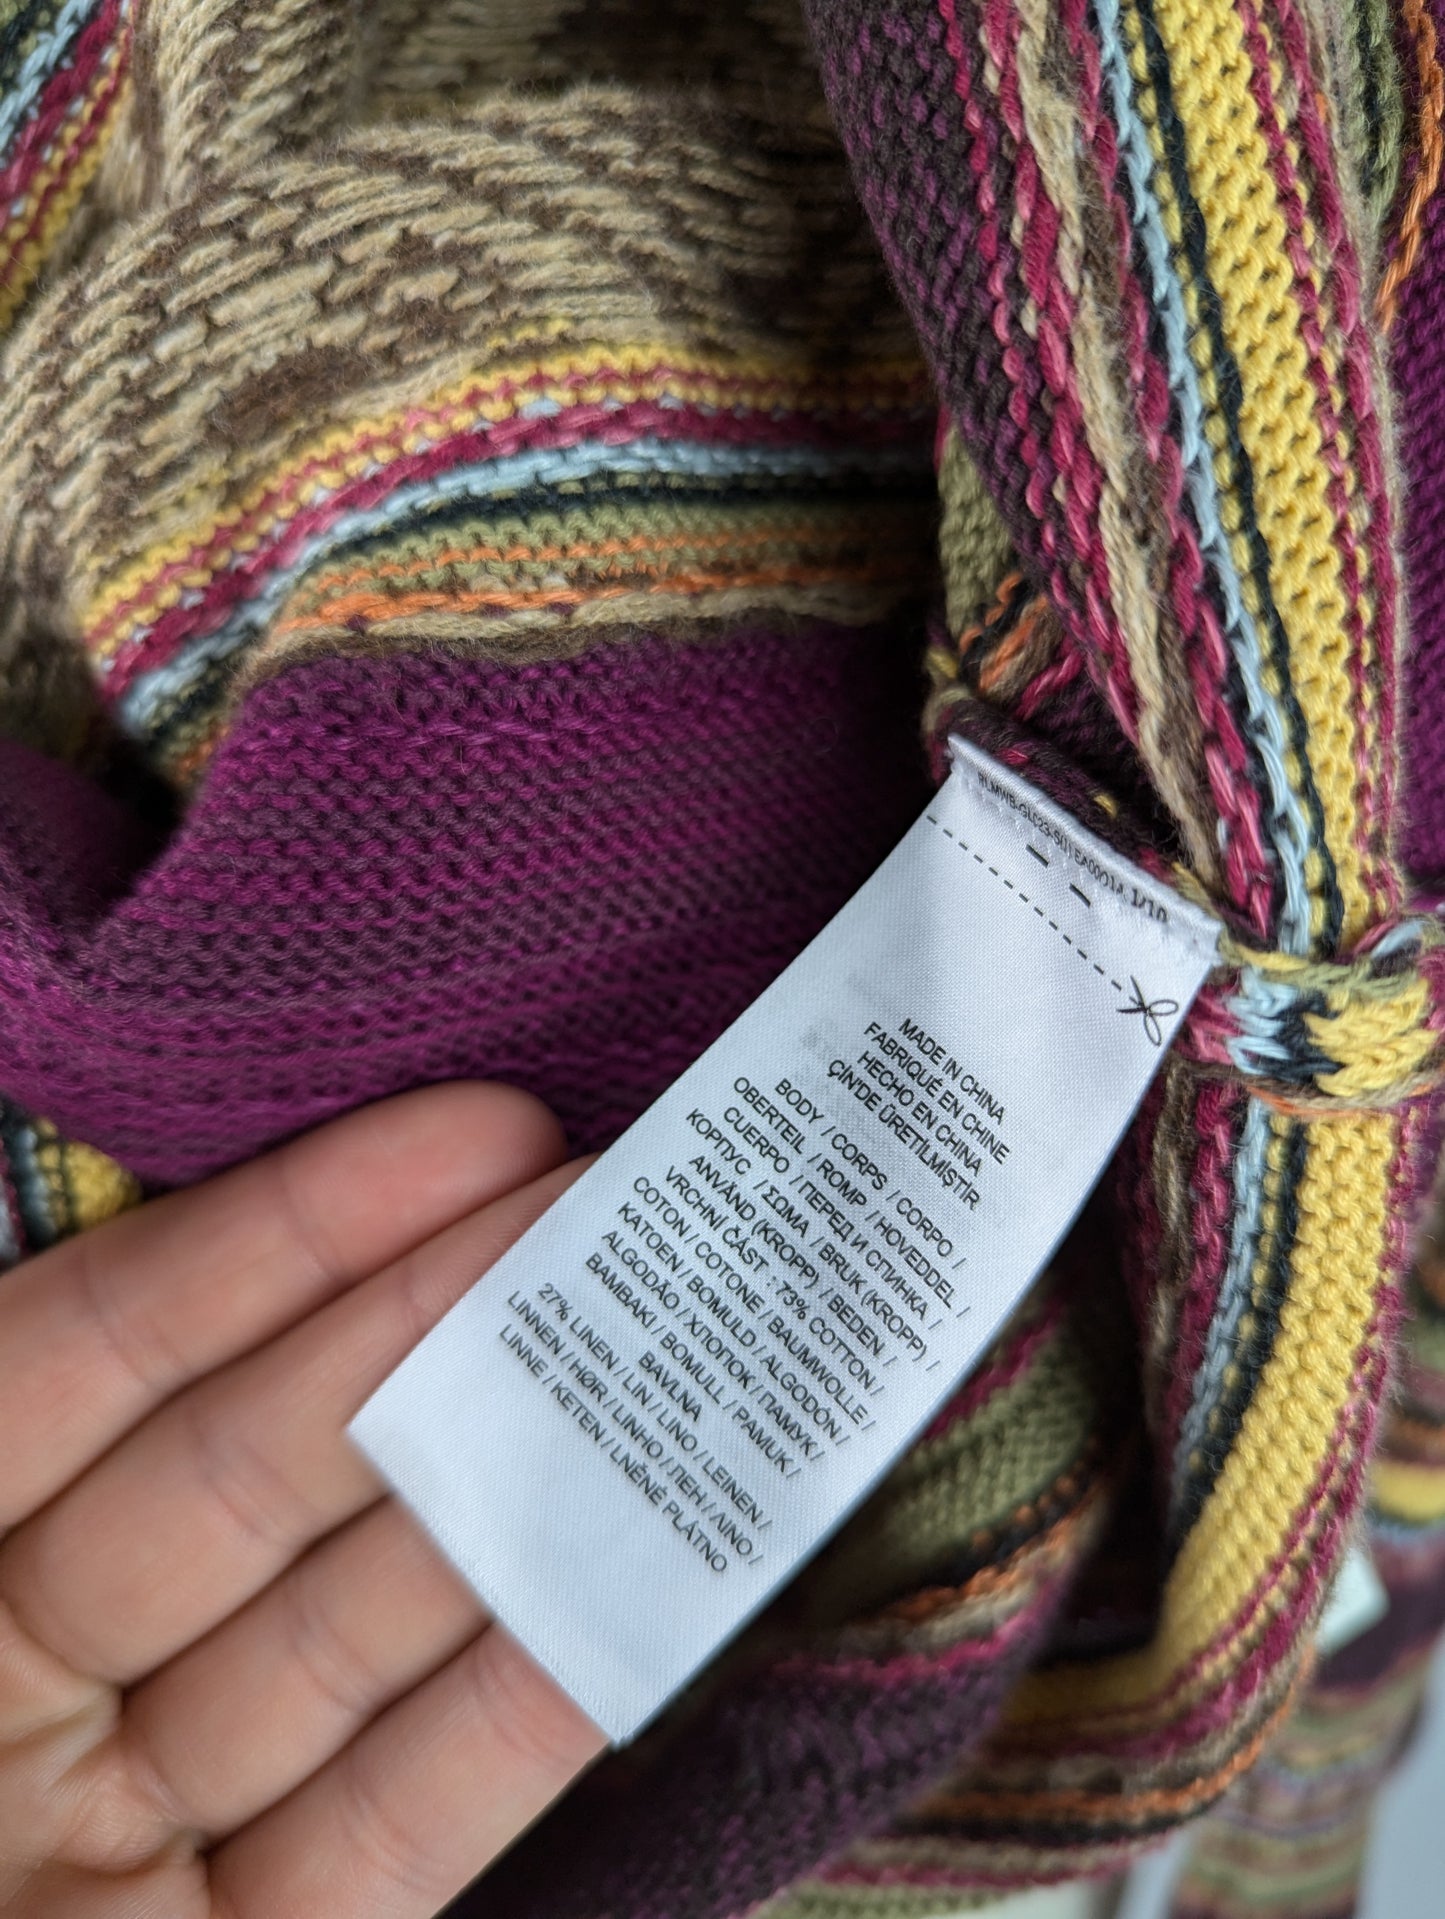 MADE IN CHINA
FABRIQUÉ EN CHINE
HECHO EN CHINA
ÇİN'DE ÜRETİLMİŞTİR
BODY / CORPS / CORPO /
OBERTEIL / ROMP / HOVEDDEL /
CUERPO / ПЕРЕД И СПИНКА /
КОРПУС / ΣΩΜΑ / BRUK (KROPP) /
ANVÄND (KROPP) / BEDEN /
VRCHNÍ ČÁST : 73% COTTON /
COTON / COTONE / BAUMWOLLE /
KATOEN / BOMULD / ALGODÓN /
ALGODÃO / ХЛОПОК / ПАМУК /
BAMBAKI / BOMULL / PAMUK /
BAVLNA
27% LINEN / LIN / LINO / LEINEN /
LINNEN / HØR / LINHO / ЛЕН / ΛΙΝΟ /
LINNE / KETEN / LNĚNÉ PLÁTNO